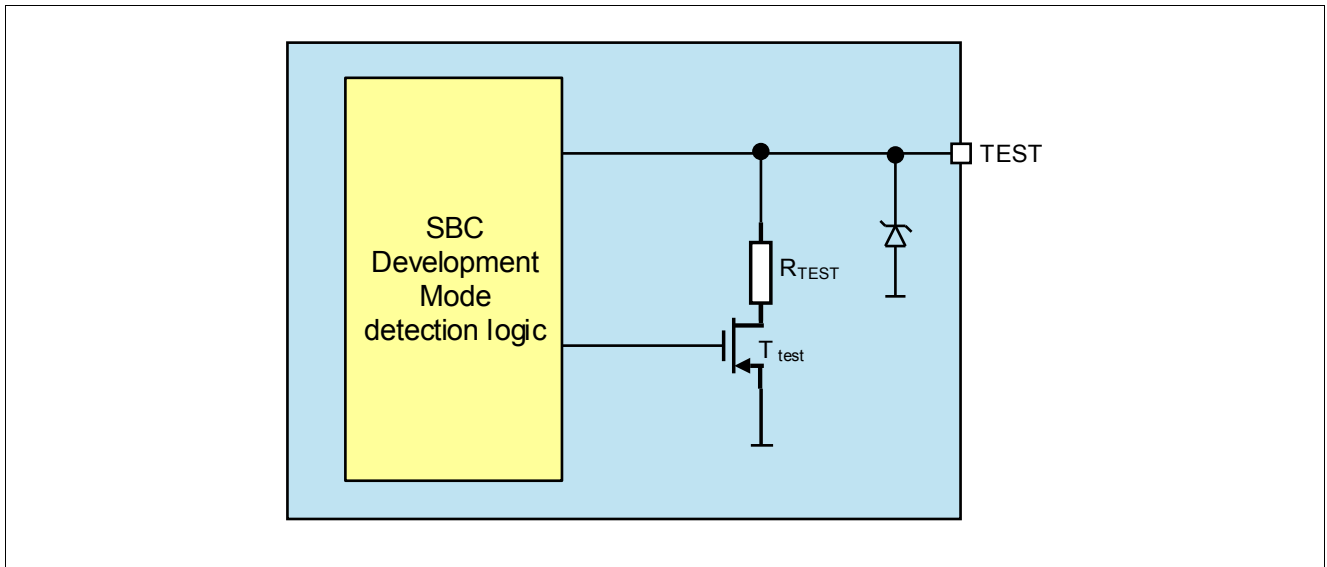 TEST
SBC
Development
Mode
detection logic
RTEST
T test